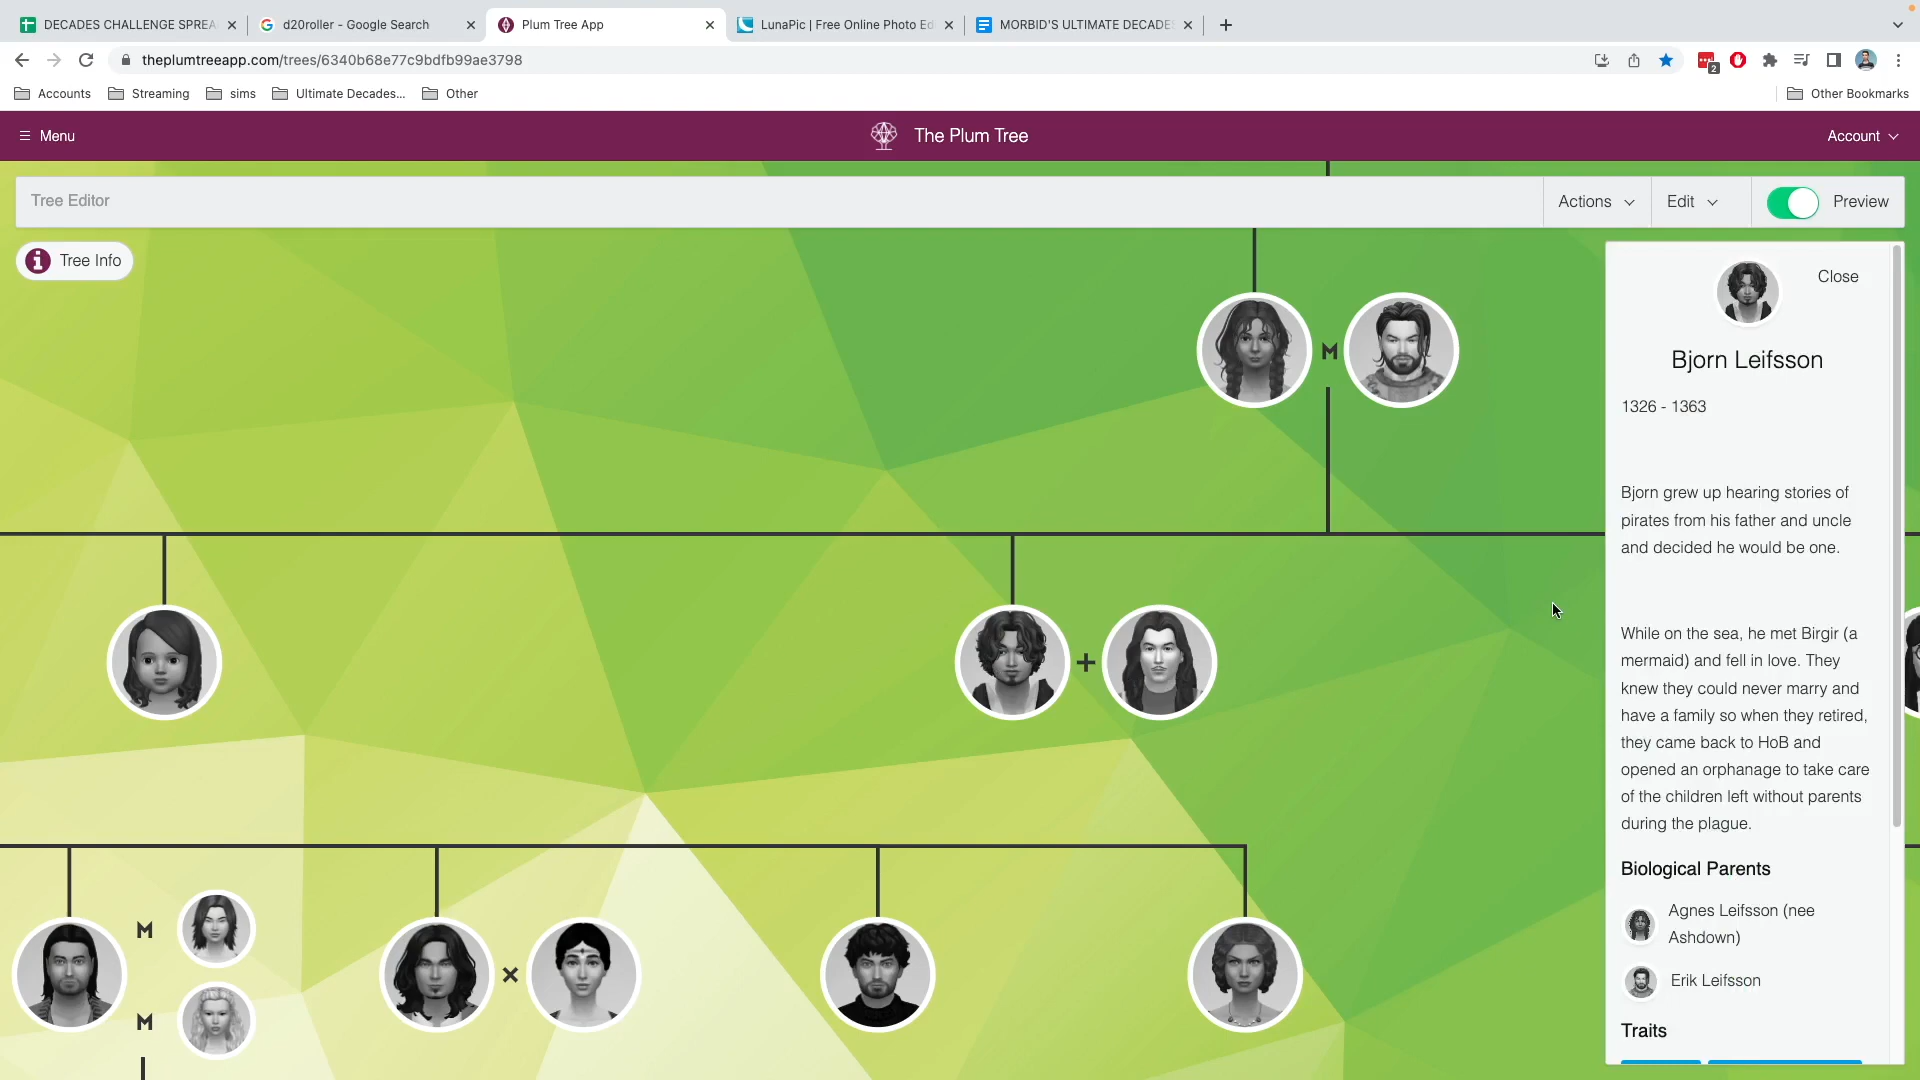 DECADES CHALLENGE SPREA
d20roller - Google Search
Plum Tree App
LunaPic | Free Online Photo Ed
MORBID'S ULTIMATE DECADE
theplumtreeapp.com/trees/6340b68e77c9bdfb99ae3798
2
Accounts
Streaming
sims
Ultimate Decades...
Other
Other Bookmarks
Menu
The Plum Tree
Account
Tree Editor
Actions
Edit
Preview
Tree Info
Close
M
Bjorn Leifsson
1326 - 1363
Bjorn grew up hearing stories of
pirates from his father and uncle
and decided he would be one.
While on the sea, he met Birgir (a
mermaid) and fell in love. They
knew they could never marry and
have a family so when they retired,
they came back to HoB and
opened an orphanage to take care
of the children left without parents
during the plague.
Biological Parents
Agnes Leifsson (nee
Ashdown)
Erik Leifsson
Traits
M
M